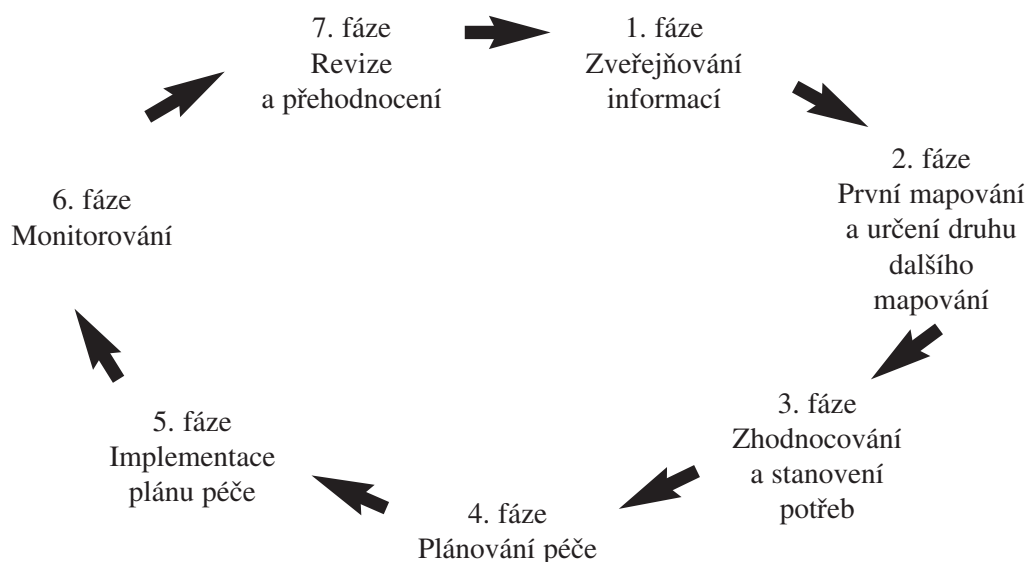 7. fáze
Revize
a přehodnocení
1. fáze
Zveřejňování
informací
2. fáze
První mapování
a určení druhu
dalšího
mapování
3. fáze
Zhodnocování
a stanovení
potřeb
4. fáze
Plánování péče
5. fáze
Implementace
plánu péče
6. fáze
Monitorování